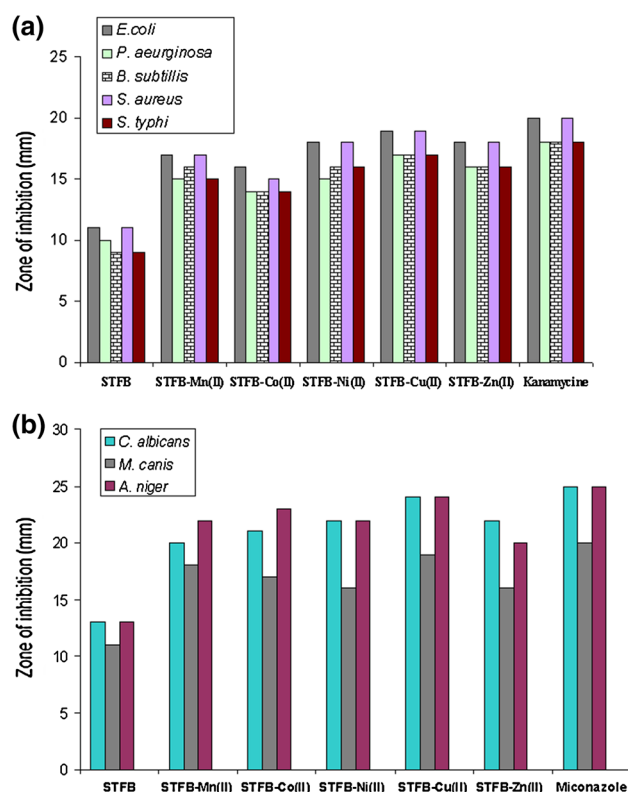 (a)
E.coli
P. aeurginosa
B. subtillis
S. aureus
S. typhi
Zone of inhibition (mm)
25
20
15
10
5
0
STFB STFB-Mn(II) STFB-Co(II) STFB-Ni(II) STFB-Cu(II) STFB-Zn(II) Kanamycine
(b)
C. albicans
M. canis
A. niger
Zone of inhibition (mm)
30
25
20
15
10
5
0
STFB STFB-Mn(II) STFB-Co(II) STFB-Ni(II) STFB-Cu(II) STFB-Zn(II) Miconazole